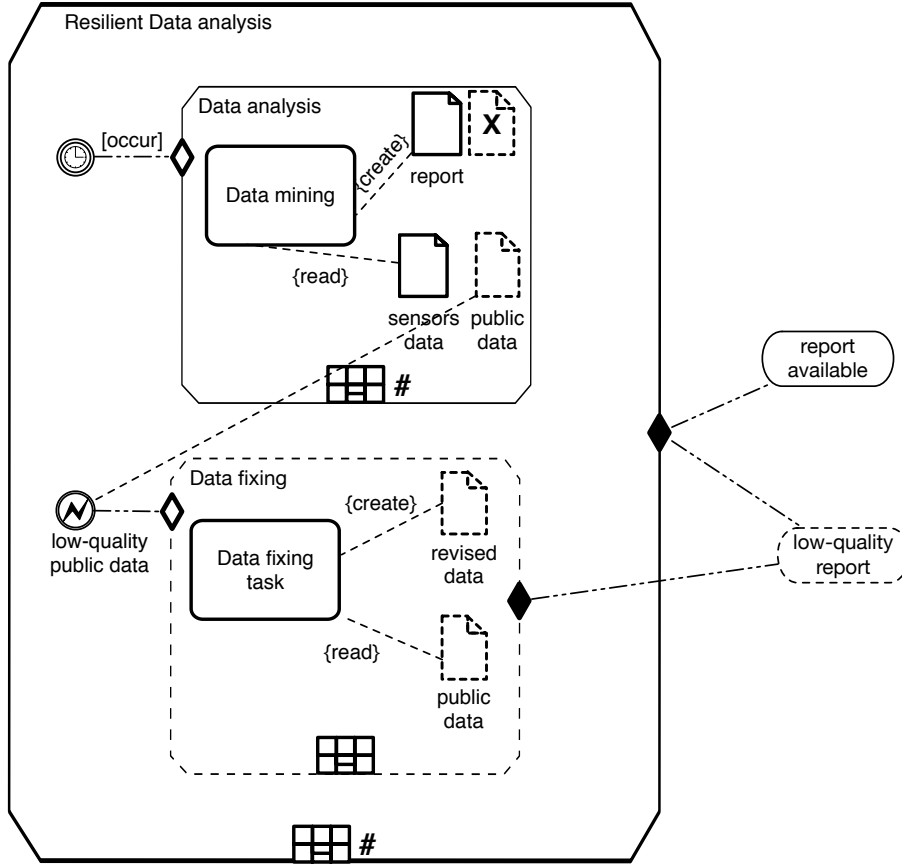 Resilient Data analysis
Data analysis
[occur]
X
{create}
report
Data mining
{read}
sensors
data
public
data
#
report
available
Data fixing
{create}
low-quality
public data
Data fixing
task
revised
data
low-quality
report
{read}
public
data
#